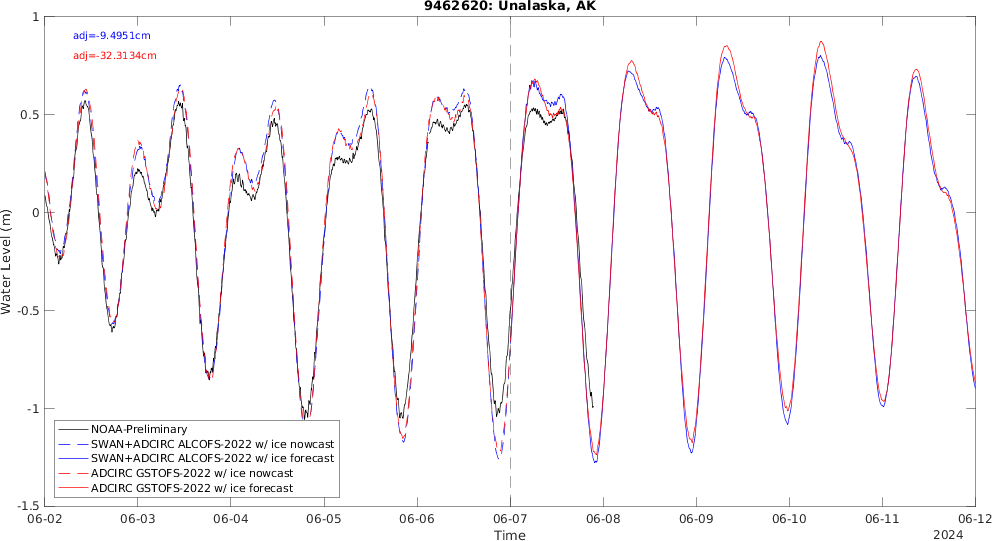 9462620: Unalaska, AK
adj=-9.4951cm
adj=-32.3134cm
1
0.5
0
-0.5
-1
-1.5
Water Level (m)
NOAA-Preliminary
SWAN+ADCIRC ALCOFS-2022 w/ ice nowcast
SWAN+ADCIRC ALCOFS-2022 w/ ice forecast
ADCIRC GSTOFS-2022 w/ ice nowcast
ADCIRC GSTOFS-2022 w/ ice forecast
06-02 06-03 06-04 06-05 06-06 06-07 06-08 06-09 06-10 06-11 06-12
Time
2024